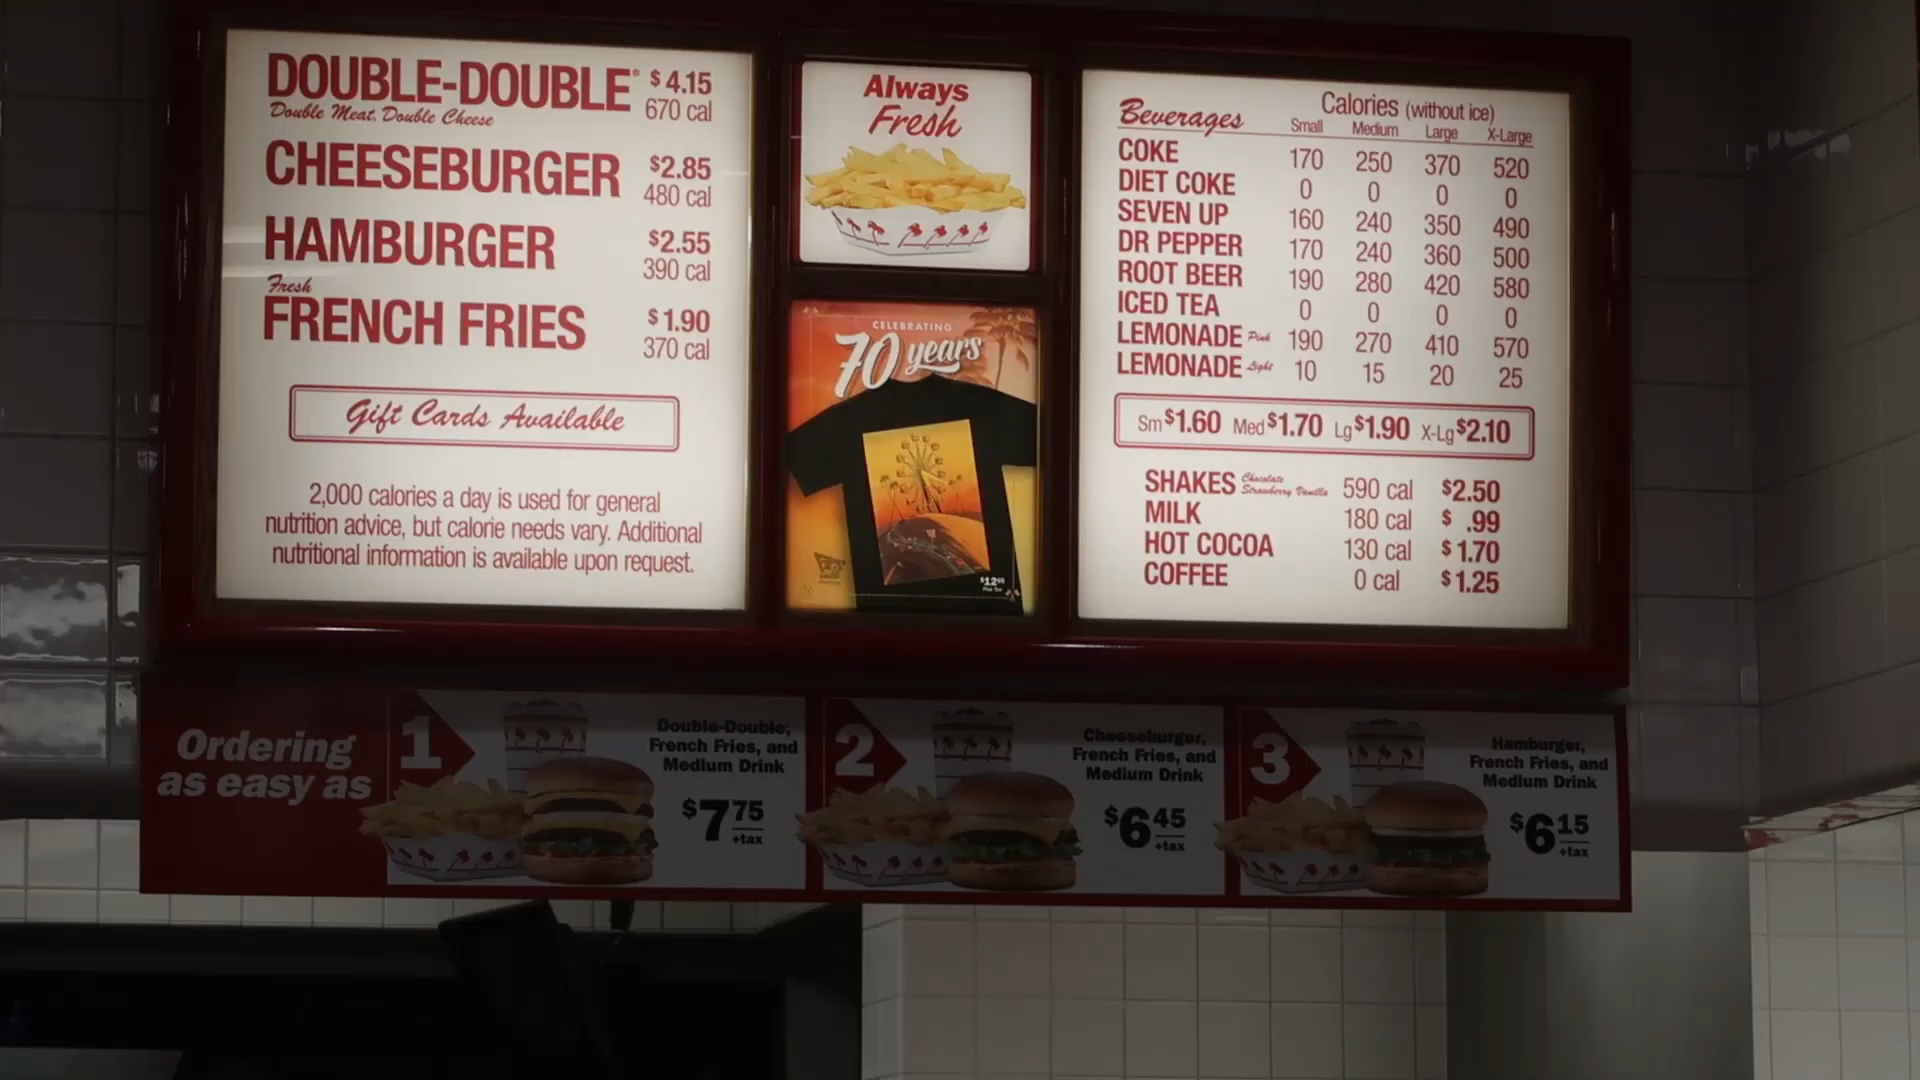 DOUBLE-DOUBLE® $4.15
Double Meat, Double Cheese 670 cal
CHEESEBURGER $2.85
480 cal
HAMBURGER $2.55
390 cal
Fresh
FRENCH FRIES $1.90
370 cal
Gift Cards Available
2,000 calories a day is used for general
nutrition advice, but calorie needs vary. Additional
nutritional information is available upon request.
Always
Fresh
CELEBRATING
70 years
$12.95
Beverages Calories (without ice)
Small Medium Large X-Large
COKE 170 250 370 520
DIET COKE 0 0 0 0
SEVEN UP 160 240 350 490
DR PEPPER 170 240 360 500
ROOT BEER 190 280 420 580
ICED TEA 0 0 0 0
LEMONADE Pink 190 270 410 570
LEMONADE Light 10 15 20 25
Sm $1.60 Med $1.70 Lg $1.90 X-Lg $2.10
SHAKES Chocolate Strawberry Vanilla 590 cal $2.50
MILK 180 cal $ .99
HOT COCOA 130 cal $1.70
COFFEE 0 cal $1.25
Ordering
as easy as
1
Double-Double,
French Fries, and
Medium Drink
$7.75
+tax
2
Cheeseburger,
French Fries, and
Medium Drink
$6.45
+tax
3
Hamburger,
French Fries, and
Medium Drink
$6.15
+tax